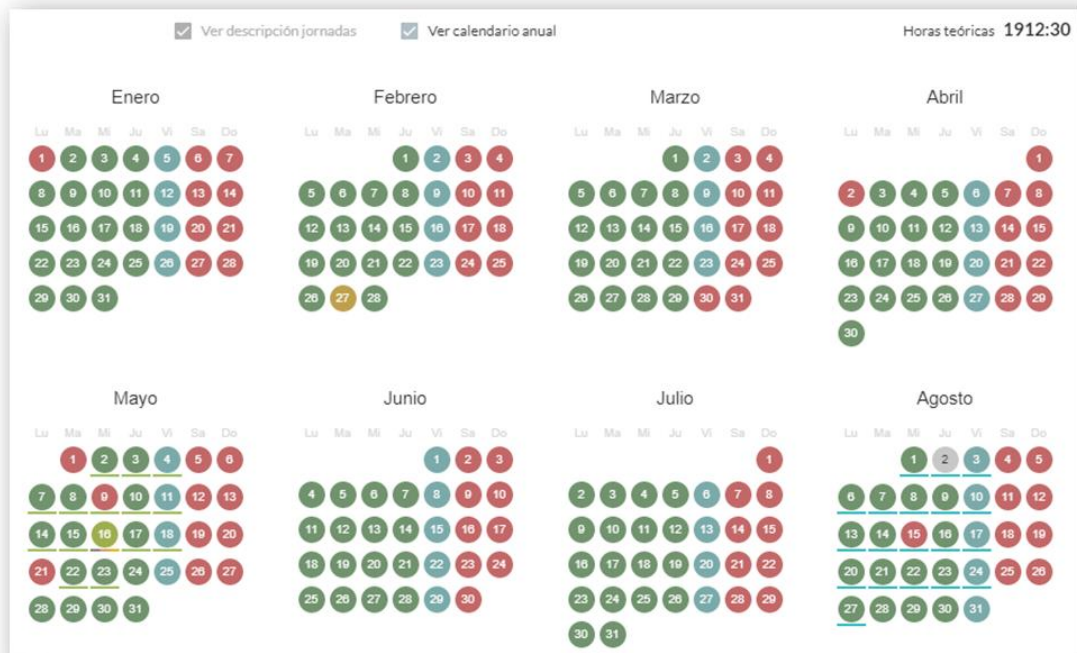 Ver descripción jornadas Ver calendario anual Horas teóricas 1912:30
Enero Febrero Marzo Abril
Lu Ma Mi Ju Vi Sa Do Lu Ma Mi Ju Vi Sa Do Lu Ma Mi Ju Vi Sa Do Lu Ma Mi Ju Vi Sa Do
1 2 3 4 5 6 7 1 2 3 4 1 2 3 4 1
8 9 10 11 12 13 14 5 6 7 8 9 10 11 5 6 7 8 9 10 11 2 3 4 5 6 7 8
15 16 17 18 19 20 21 12 13 14 15 16 17 18 12 13 14 15 16 17 18 9 10 11 12 13 14 15
22 23 24 25 26 27 28 19 20 21 22 23 24 25 19 20 21 22 23 24 25 16 17 18 19 20 21 22
29 30 31 26 27 28 26 27 28 29 30 31 23 24 25 26 27 28 29
30
Mayo Junio Julio Agosto
Lu Ma Mi Ju Vi Sa Do Lu Ma Mi Ju Vi Sa Do Lu Ma Mi Ju Vi Sa Do Lu Ma Mi Ju Vi Sa Do
1 2 3 4 5 6 1 2 3 1 1 2 3 4 5
7 8 9 10 11 12 13 4 5 6 7 8 9 10 2 3 4 5 6 7 8 6 7 8 9 10 11 12
14 15 16 17 18 19 20 11 12 13 14 15 16 17 9 10 11 12 13 14 15 13 14 15 16 17 18 19
21 22 23 24 25 26 27 18 19 20 21 22 23 24 16 17 18 19 20 21 22 20 21 22 23 24 25 26
28 29 30 31 25 26 27 28 29 30 23 24 25 26 27 28 29 27 28 29 30 31
30 31